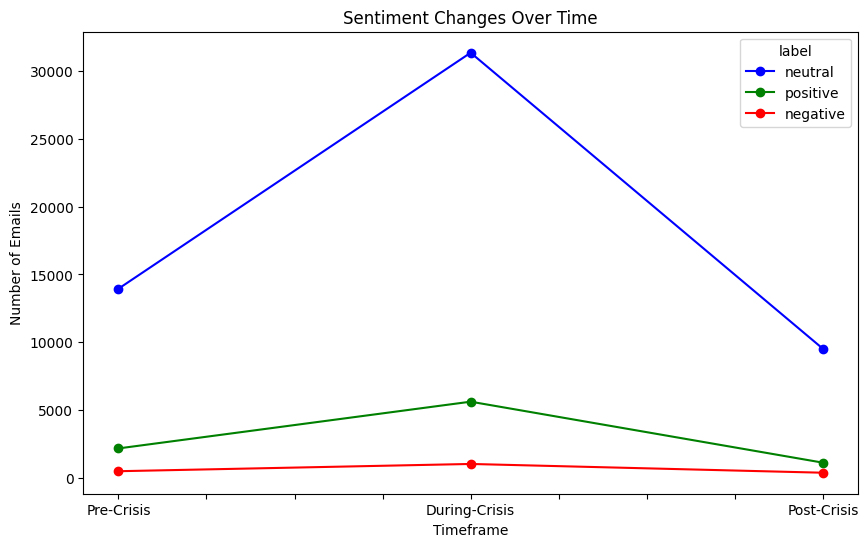 Sentiment Changes Over Time
label
neutral
positive
negative
Number of Emails
30000
25000
20000
15000
10000
5000
0
Pre-Crisis
During-Crisis
Post-Crisis
Timeframe